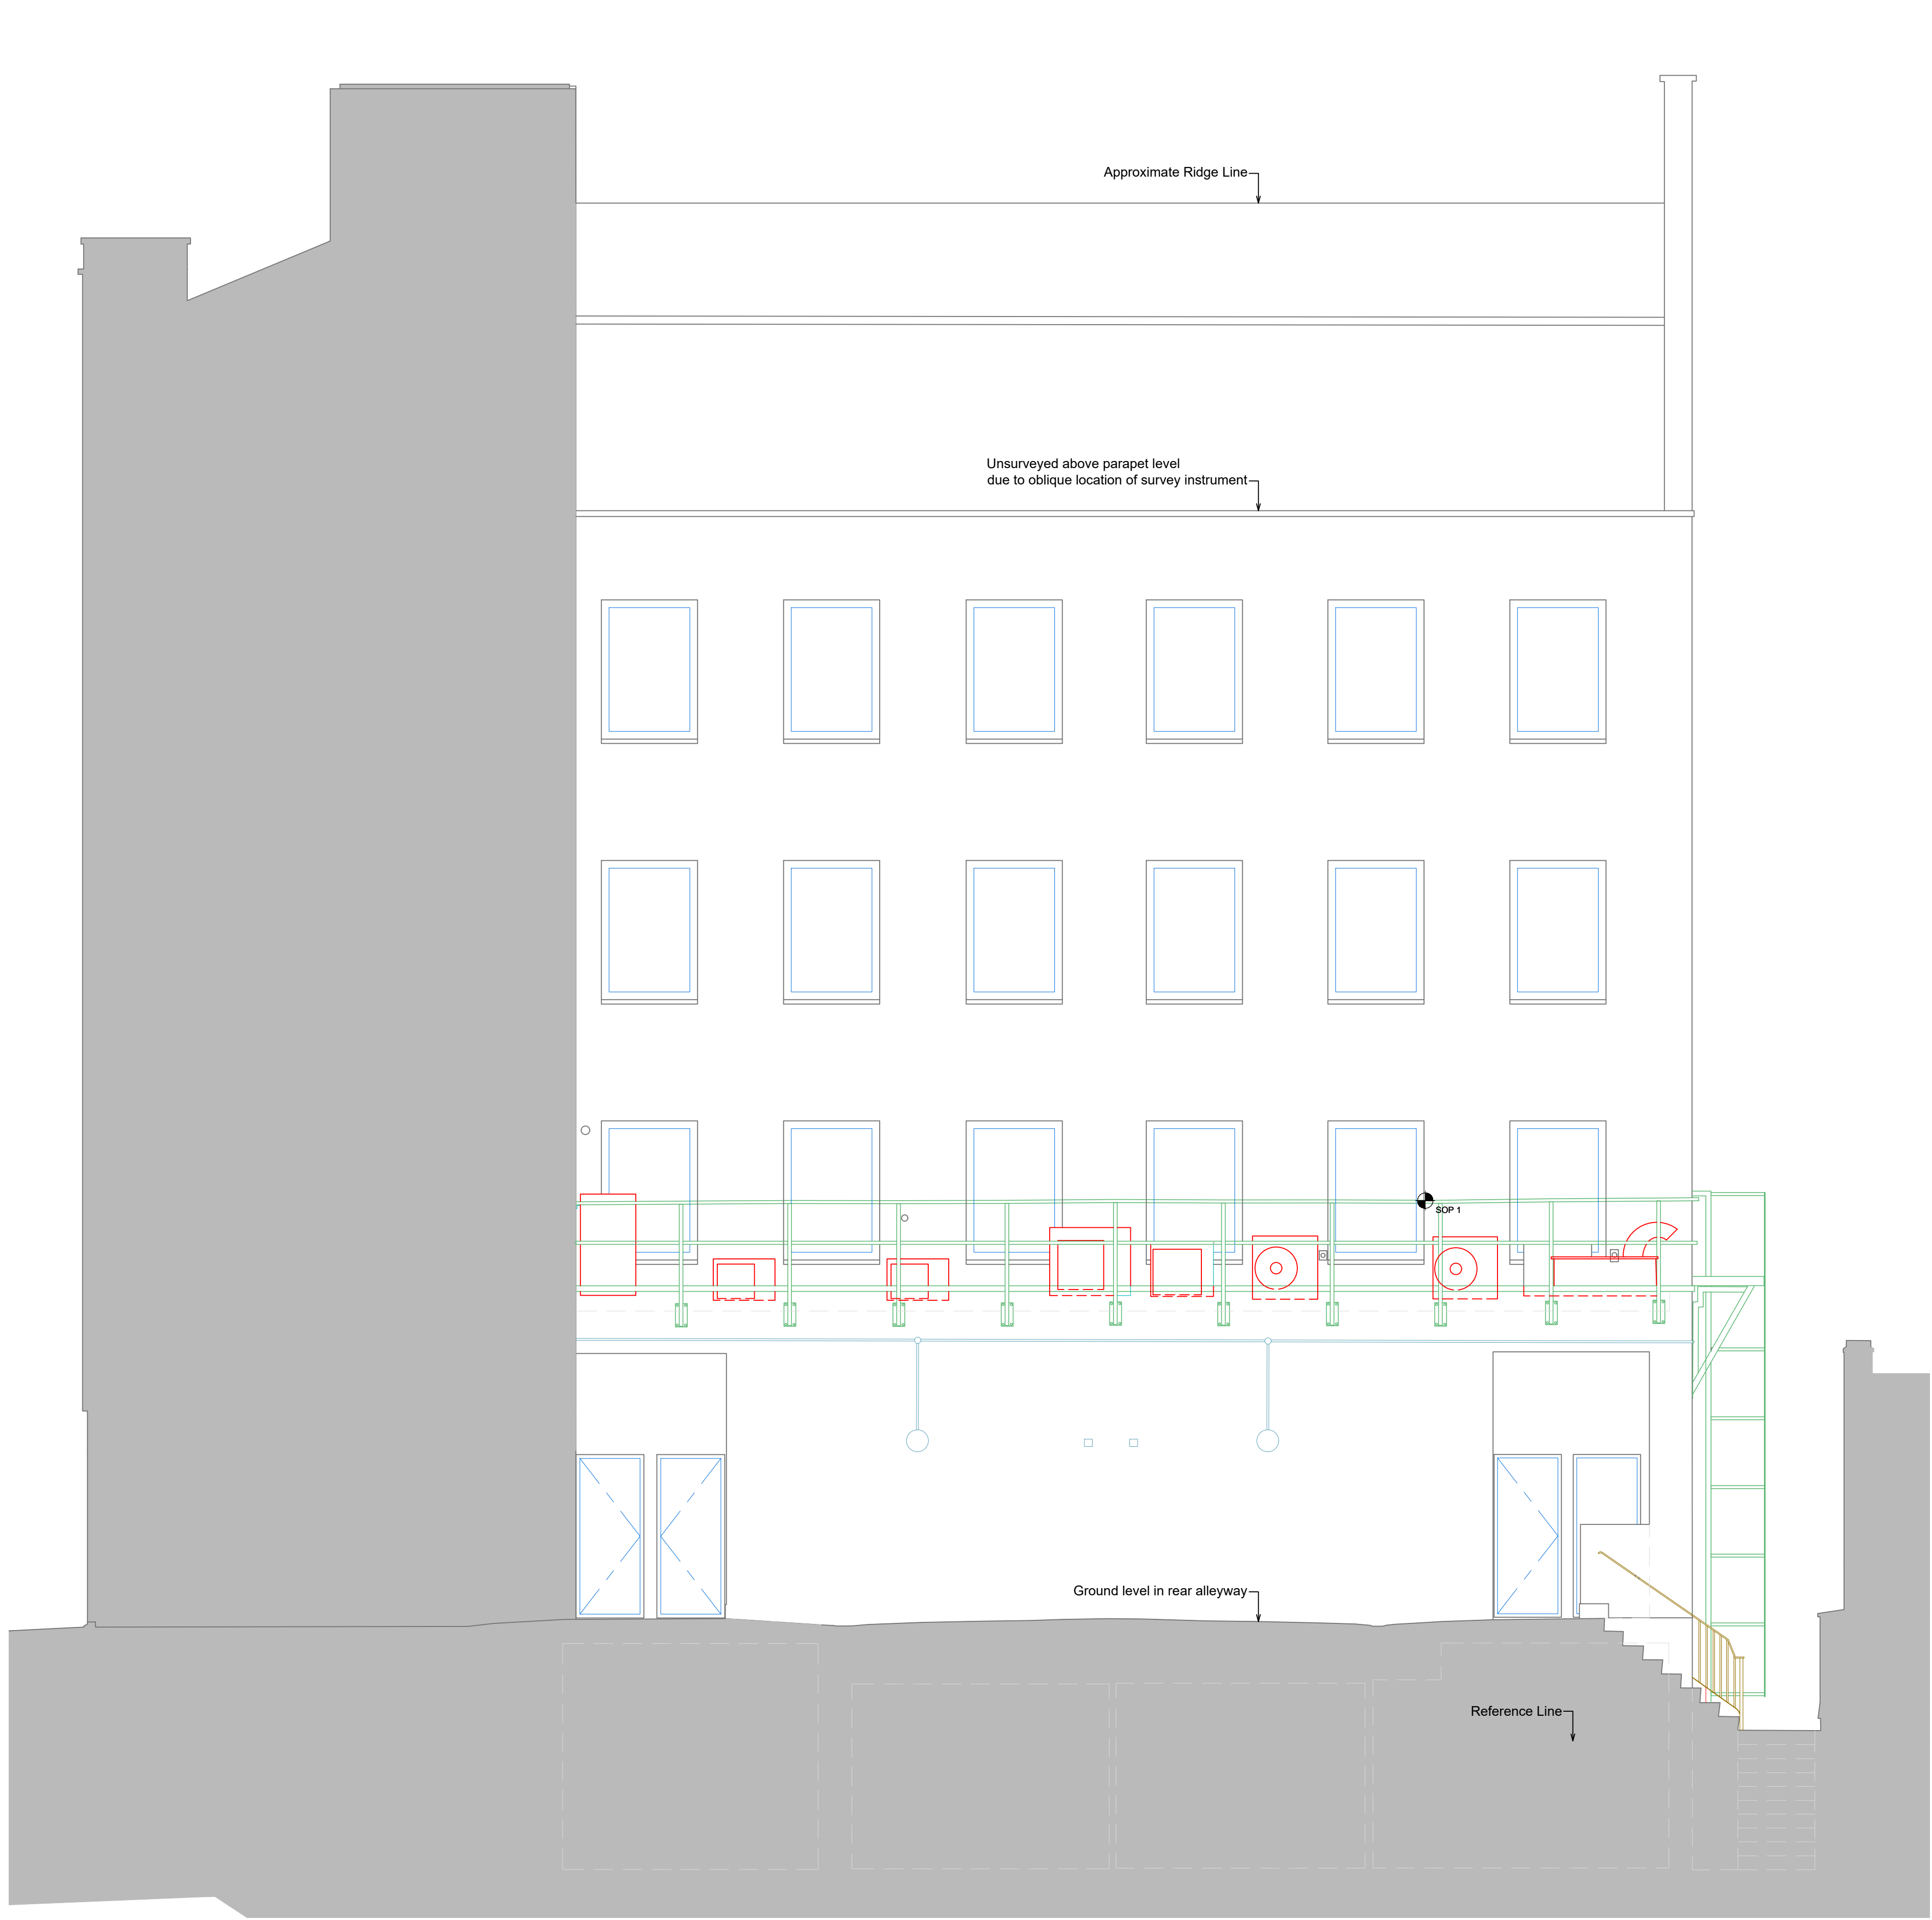 Approximate Ridge Line
Unsurveyed above parapet level
due to oblique location of survey instrument
SOP 1
Ground level in rear alleyway
Reference Line